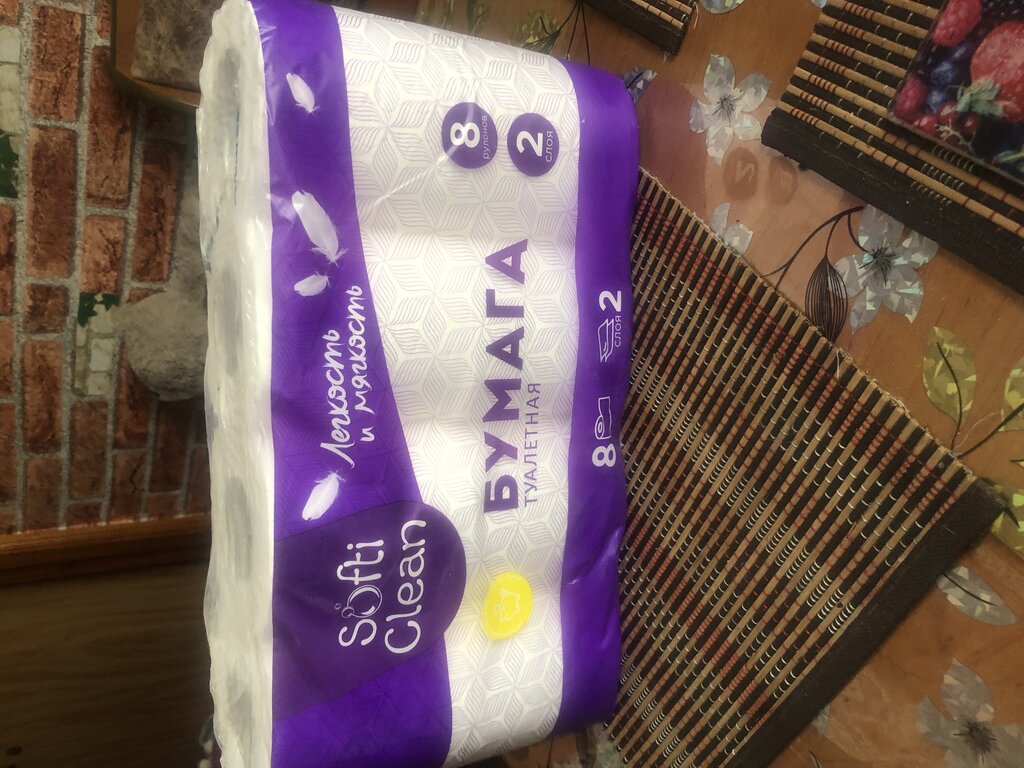 Softi
Clean
Легкость
и мягкость
БУМАГА
ТУАЛЕТНАЯ
8
рулонов
2
слоя
8
2
слоя